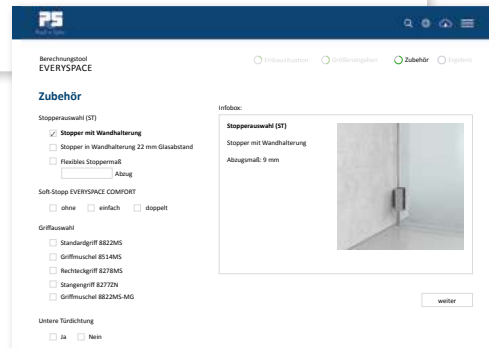 PS
Berechnungstool
EVERYSPACE
Einbausituation
Größenangaben
Zubehör
Ergebnis
Zubehör
Stopperauswahl (ST)
Stopper mit Wandhalterung
Stopper in Wandhalterung 22 mm Glasabstand
Flexibles Stoppermaß
Abzug
Soft-Stopp EVERYSPACE COMFORT
ohne einfach doppelt
Griffauswahl
Standardgriff 8822MS
Griffmuschel 8514MS
Rechteckgriff 8278MS
Stangengriff 8277ZN
Griffmuschel 8822MS-MG
Untere Türdichtung
Ja Nein
Infobox:
Stopperauswahl (ST)
Stopper mit Wandhalterung
Abzugsmaß: 9 mm
weiter